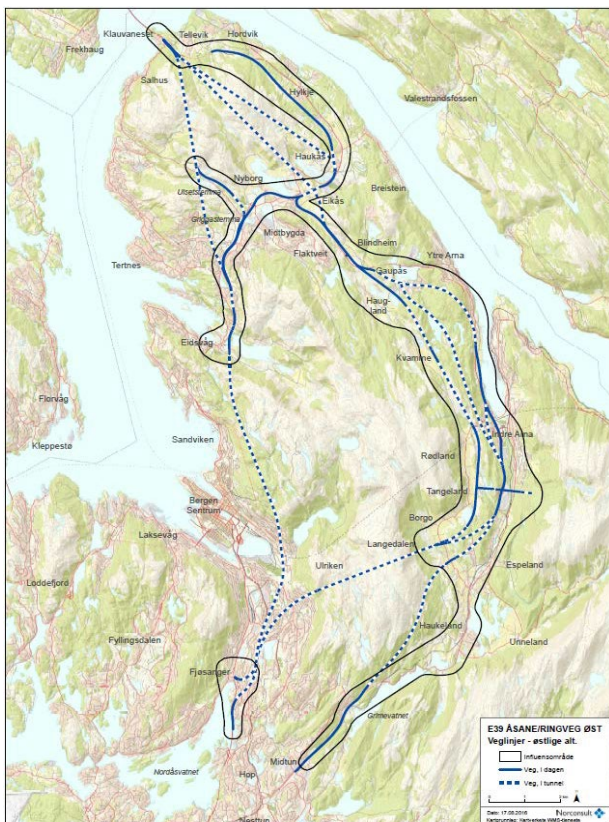 Klauvaneset
Tellevik
Hordvik
Frekhaug
Salhus
Hylkje
Valestrandsfossen
Haukås
Nyborg
Breistein
Eikås
Midtbygda
Blindheim
Flaktveit
Ytre Arna
Tertnes
Gaupås
Haug-
land
Eidsvåg
Kvamme
Florvåg
Kleppestø
Sandviken
Indre Arna
Rødland
Tangeland
Bergen
Sentrum
Borgo
Laksevåg
Langedalen
Ulriken
Espeland
Loddefjord
Fyllingsdalen
Haukeland
Unneland
Fjøsanger
Grimevatnet
Midtun
Nordåsvatnet
Hop
Nesttun
E39 ÅSANE/RINGVEG ØST
Veglinjer - østlige alt.
Influensområde
Veg, i dagen
Veg, i tunnel
Norconsult